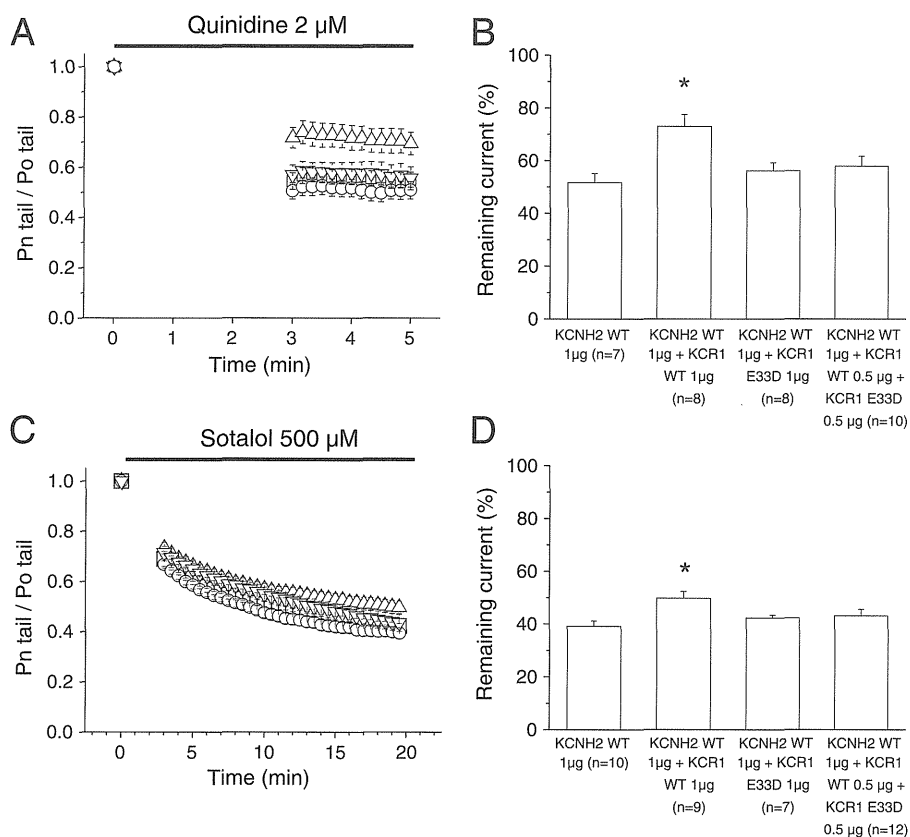 A
Quinidine 2 µM
Pn tail / Po tail
1.0
0.8
0.6
0.4
0.2
0.0
0
1
2
3
4
5
Time (min)
B
Remaining current (%)
100
80
60
40
20
0
*
KCNH2 WT
1µg (n=7)
KCNH2 WT
1µg + KCR1
WT 1µg
(n=8)
KCNH2 WT
1µg + KCR1
E33D 1µg
(n=8)
KCNH2 WT
1µg + KCR1
WT 0.5 µg +
KCR1 E33D
0.5 µg (n=10)
C
Sotalol 500 µM
Pn tail / Po tail
1.0
0.8
0.6
0.4
0.2
0.0
0
5
10
15
20
Time (min)
D
Remaining current (%)
100
80
60
40
20
0
*
KCNH2 WT
1µg (n=10)
KCNH2 WT
1µg + KCR1
WT 1µg
(n=9)
KCNH2 WT
1µg + KCR1
E33D 1µg
(n=7)
KCNH2 WT
1µg + KCR1
WT 0.5 µg +
KCR1 E33D
0.5 µg (n=12)